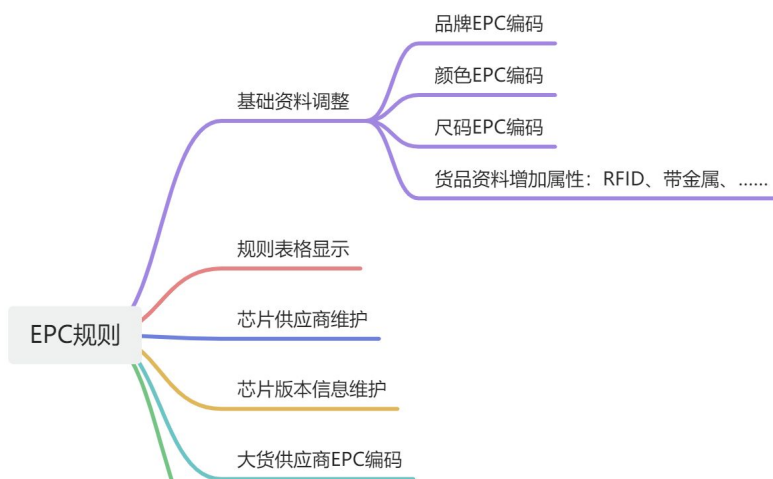 品牌EPC编码
颜色EPC编码
基础资料调整
尺码EPC编码
货品资料增加属性：RFID、带金属、......
规则表格显示
芯片供应商维护
EPC规则
芯片版本信息维护
大货供应商EPC编码